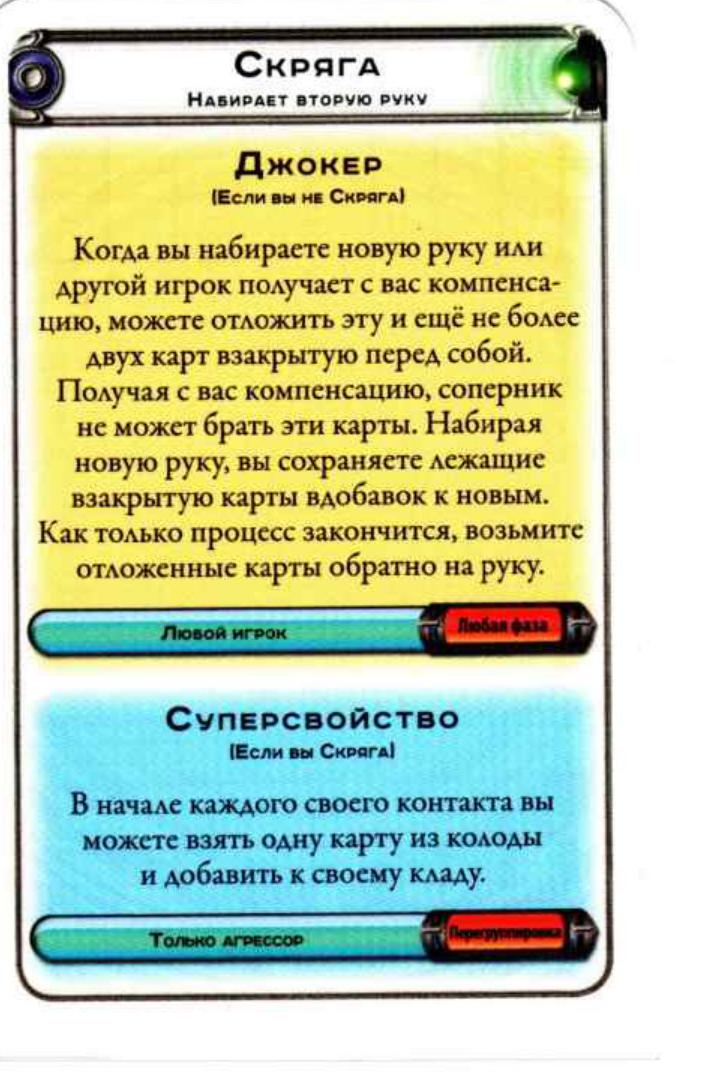 Скряга
Набирает вторую руку
Джокер
(Если вы не Скряга)
Когда вы набираете новую руку или
другой игрок получает с вас компенса-
цию, можете отложить эту и ещё не более
двух карт взакрытую перед собой.
Получая с вас компенсацию, соперник
не может брать эти карты. Набирая
новую руку, вы сохраняете лежащие
взакрытую карты вдобавок к новым.
Как только процесс закончится, возьмите
отложенные карты обратно на руку.
Любой игрок
Любая фаза
Суперсвойство
(Если вы Скряга)
В начале каждого своего контакта вы
можете взять одну карту из колоды
и добавить к своему кладу.
Только агрессор
Перегруппировка